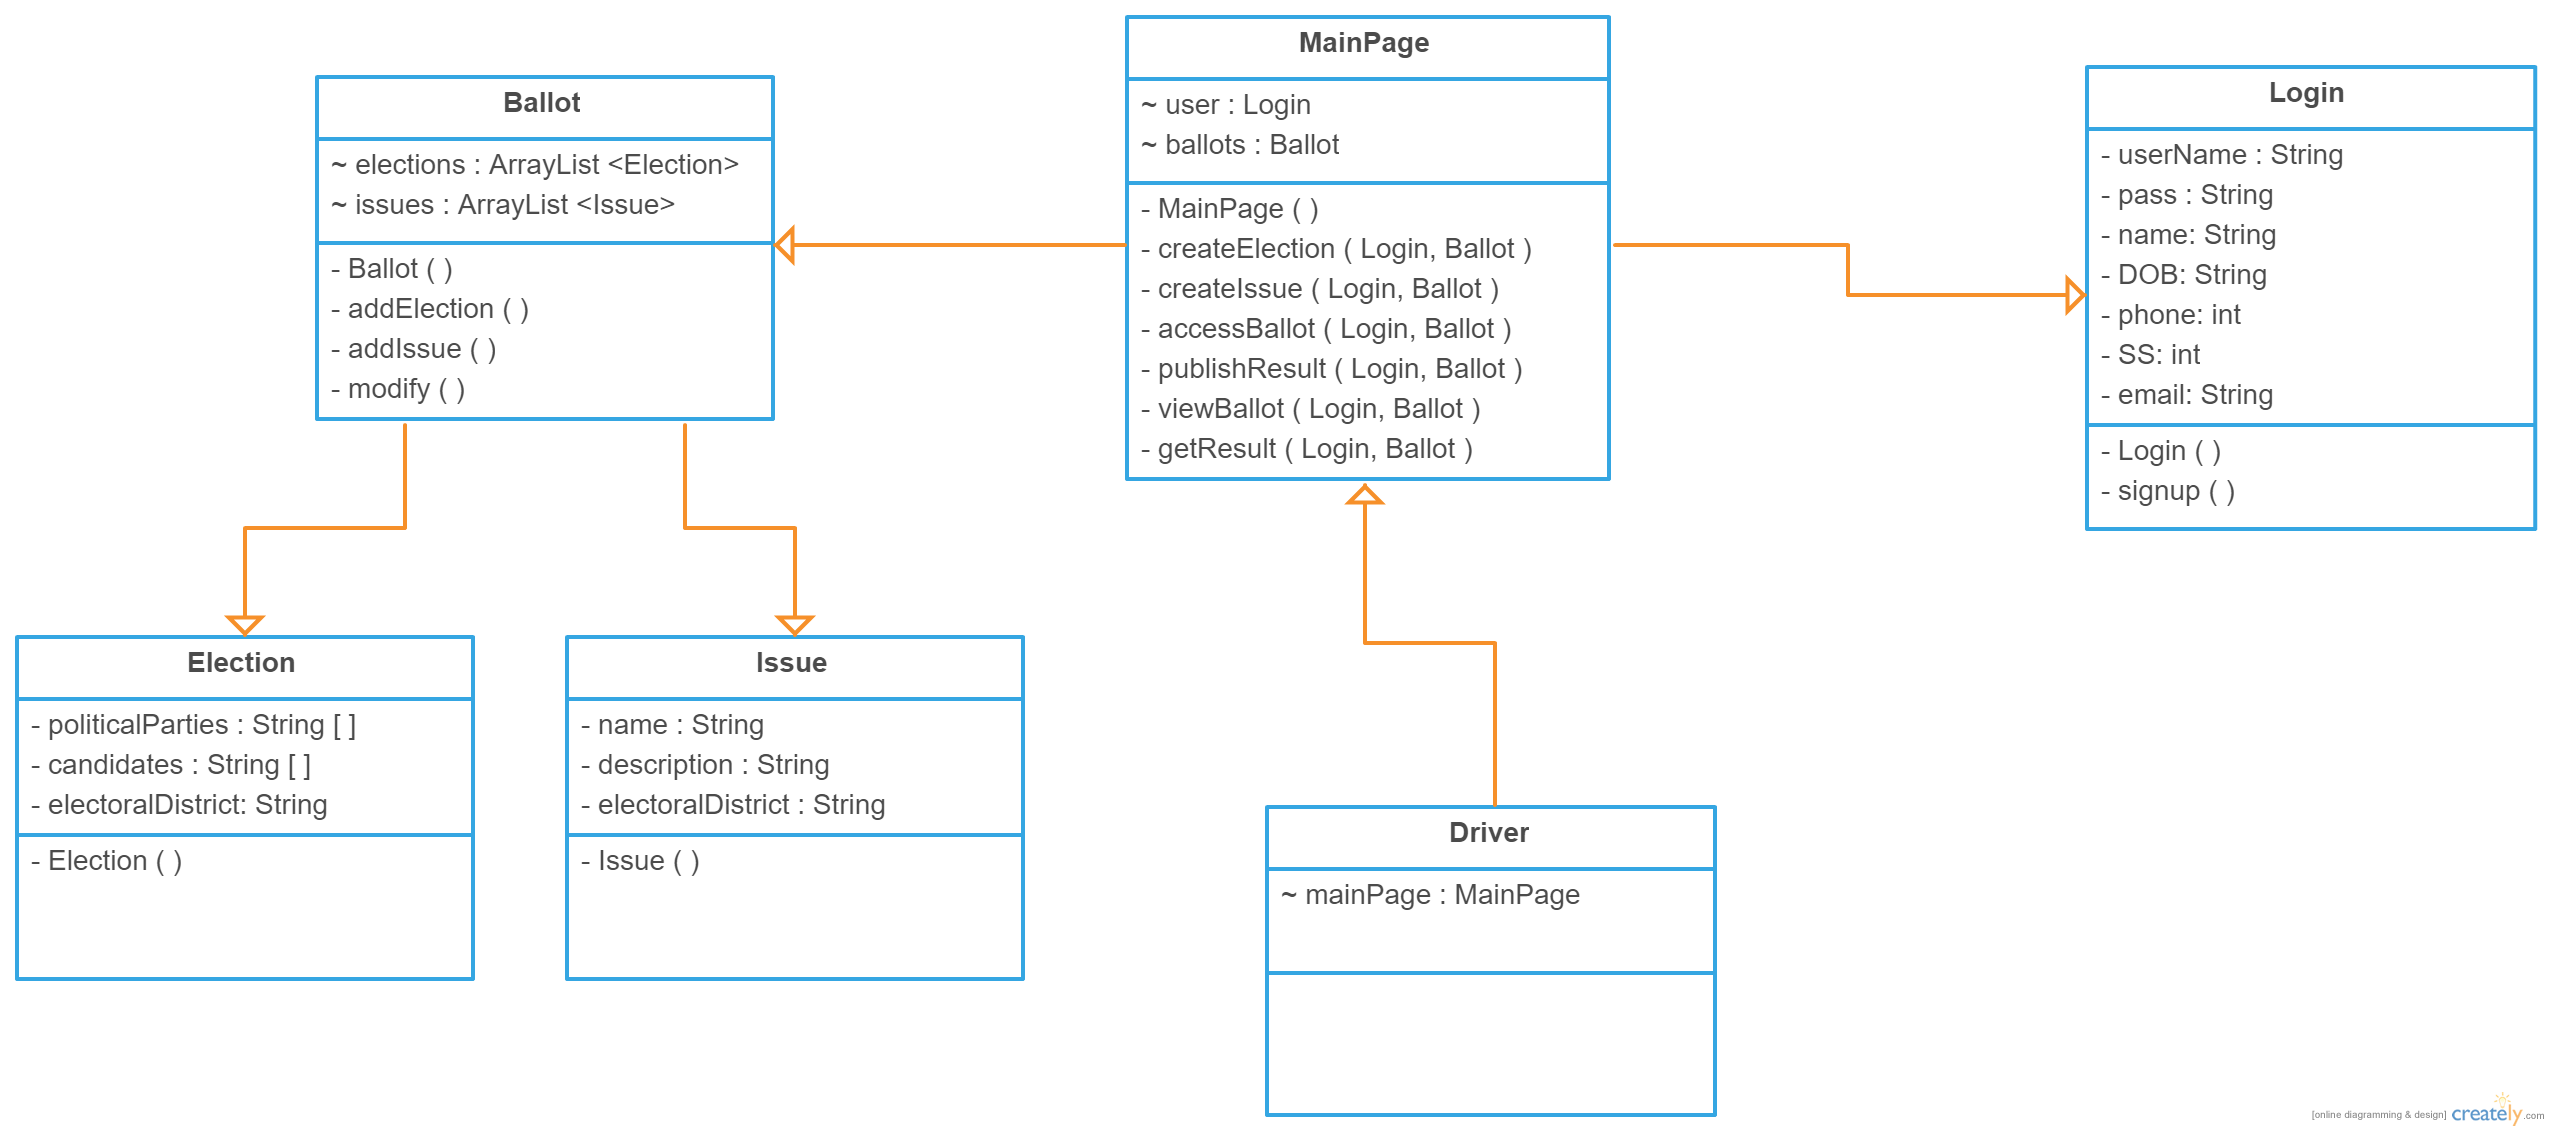 MainPage
~ user : Login
~ ballots : Ballot
- MainPage ( )
- createElection ( Login, Ballot )
- createIssue ( Login, Ballot )
- accessBallot ( Login, Ballot )
- publishResult ( Login, Ballot )
- viewBallot ( Login, Ballot )
- getResult ( Login, Ballot )
Ballot
~ elections : ArrayList <Election>
~ issues : ArrayList <Issue>
- Ballot ( )
- addElection ( )
- addIssue ( )
- modify ( )
Login
- userName : String
- pass : String
- name: String
- DOB: String
- phone: int
- SS: int
- email: String
- Login ( )
- signup ( )
Election
- politicalParties : String [ ]
- candidates : String [ ]
- electoralDistrict: String
- Election ( )
Issue
- name : String
- description : String
- electoralDistrict : String
- Issue ( )
Driver
~ mainPage : MainPage
[online diagramming & design] creately.com